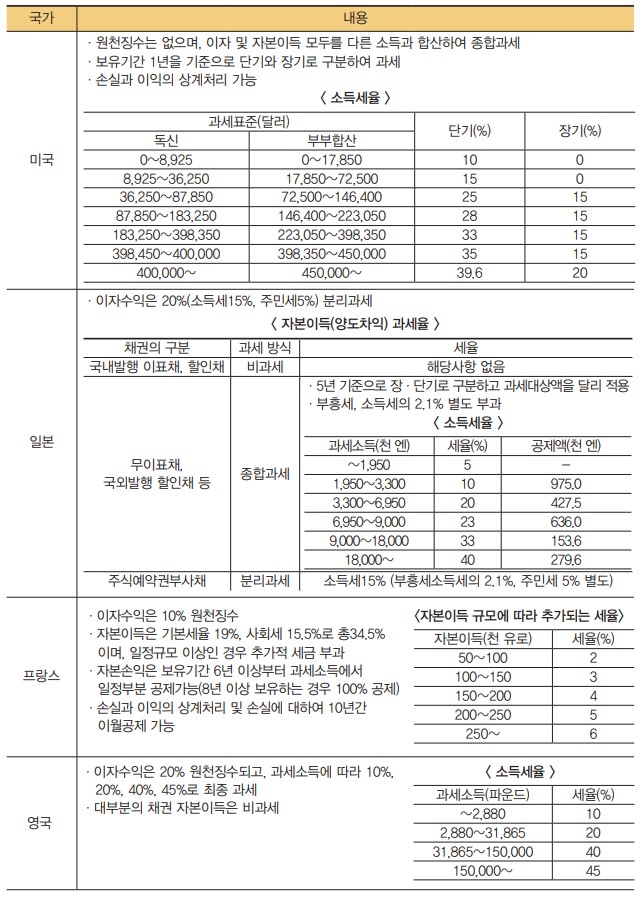 국가 내용
미국
· 원천징수는 없으며, 이자 및 자본이득 모두를 다른 소득과 합산하여 종합과세
· 보유기간 1년을 기준으로 단기와 장기로 구분하여 과세
· 손실과 이익의 상계처리 가능
< 소득세율 >
과세표준(달러) 단기(%) 장기(%)
독신 부부합산
0~8,925 0~17,850 10 0
8,925~36,250 17,850~72,500 15 0
36,250~87,850 72,500~146,400 25 15
87,850~183,250 146,400~223,050 28 15
183,250~398,350 223,050~398,350 33 15
398,450~400,000 398,350~450,000 35 15
400,000~ 450,000~ 39.6 20
일본
· 이자수익은 20%(소득세15%, 주민세5%) 분리과세
< 자본이득(양도차익) 과세율 >
채권의 구분 과세 방식 세율
국내발행 이표채, 할인채 비과세 해당사항 없음
무이표채,
국외발행 할인채 등
종합과세
· 5년 기준으로 장 · 단기로 구분하고 과세대상액을 달리 적용
· 부흥세, 소득세의 2.1% 별도 부과
< 소득세율 >
과세소득(천 엔) 세율(%) 공제액(천 엔)
~1,950 5 –
1,950~3,300 10 975.0
3,300~6,950 20 427.5
6,950~9,000 23 636.0
9,000~18,000 33 153.6
18,000~ 40 279.6
주식예약권부사채 분리과세 소득세15% (부흥세소득세의 2.1%, 주민세 5% 별도)
프랑스
· 이자수익은 10% 원천징수
· 자본이득은 기본세율 19%, 사회세 15.5%로 총34.5%
이며, 일정규모 이상인 경우 추가적 세금 부과
· 자본손익은 보유기간 6년 이상부터 과세소득에서
일정부분 공제가능(8년 이상 보유하는 경우 100% 공제)
· 손실과 이익의 상계처리 및 손실에 대하여 10년간
이월공제 가능
<자본이득 규모에 따라 추가되는 세율>
자본이득(천 유로) 세율(%)
50~100 2
100~150 3
150~200 4
200~250 5
250~ 6
영국
· 이자수익은 20% 원천징수되고, 과세소득에 따라 10%,
20%, 40%, 45%로 최종 과세
· 대부분의 채권 자본이득은 비과세
< 소득세율 >
과세소득(파운드) 세율(%)
~2,880 10
2,880~31,865 20
31,865~150,000 40
150,000~ 45